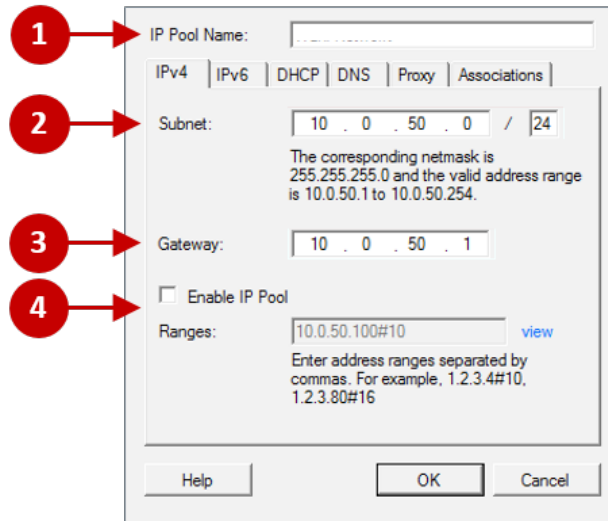 1 IP Pool Name:
IPv4 IPv6 DHCP DNS Proxy Associations
2 Subnet: 10 . 0 . 50 . 0 / 24
The corresponding netmask is
255.255.255.0 and the valid address range
is 10.0.50.1 to 10.0.50.254.
3 Gateway: 10 . 0 . 50 . 1
4 Enable IP Pool
Ranges: 10.0.50.100#10 view
Enter address ranges separated by
commas. For example, 1.2.3.4#10,
1.2.3.80#16
Help OK Cancel